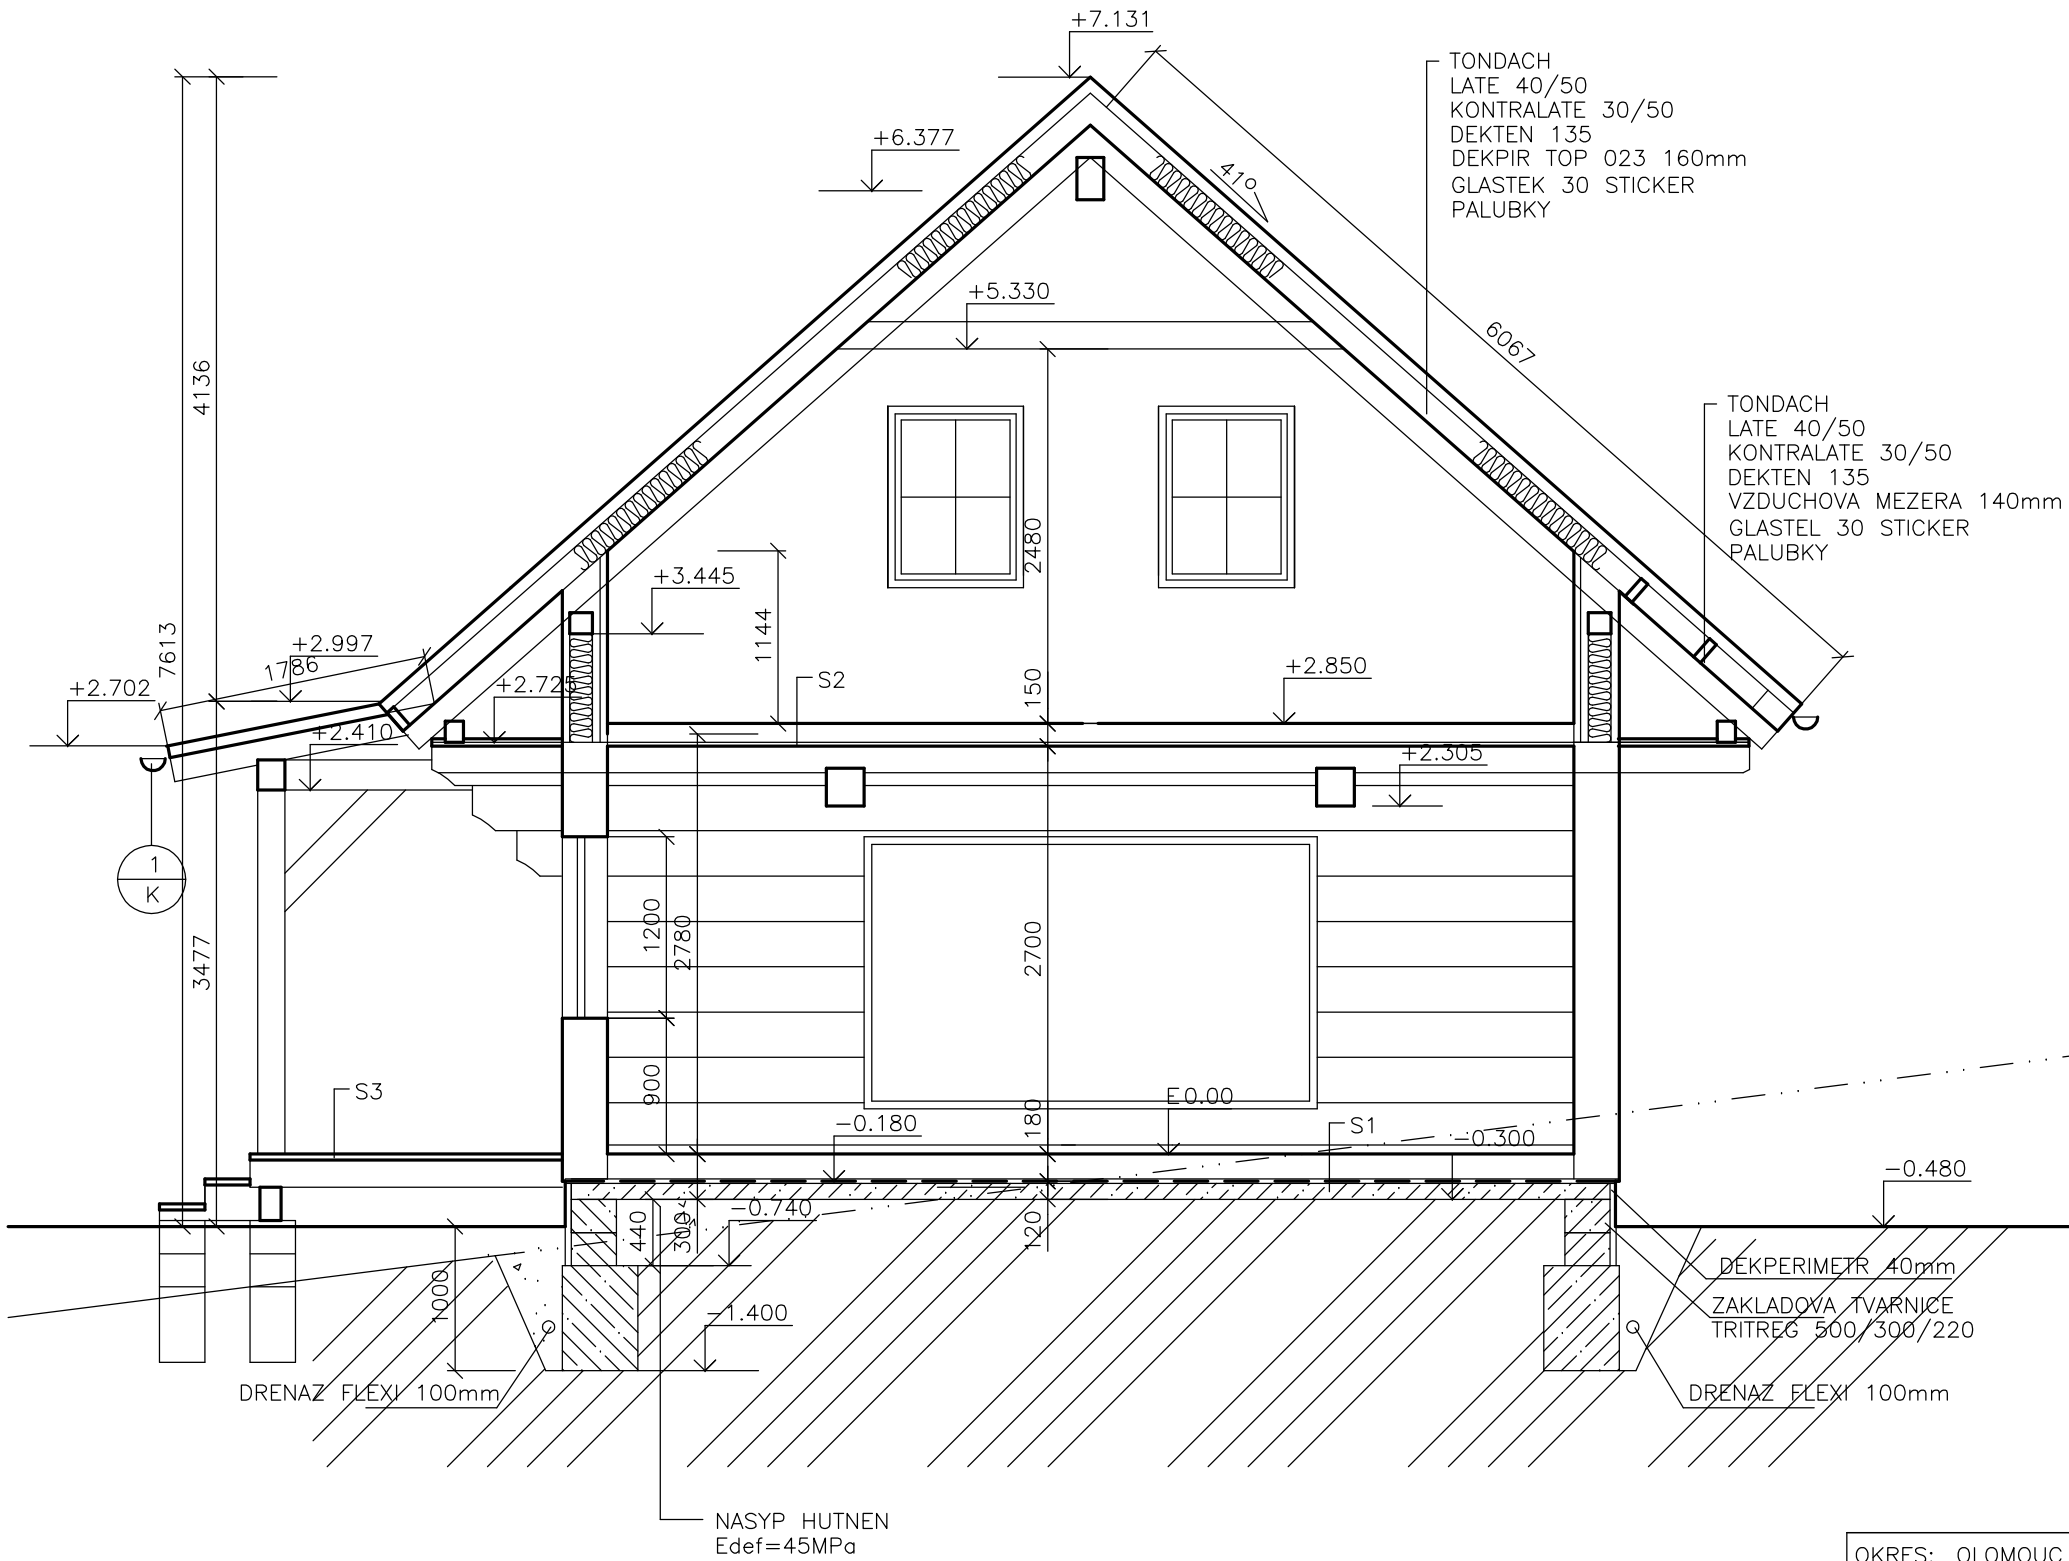 +7.131
TONDACH
LATE 40/50
KONTRALATE 30/50
DEKTEN 135
DEKPIR TOP 023 160mm
GLASTEK 30 STICKER
PALUBKY
+6.377
41°
+5.330
6067
4136
TONDACH
LATE 40/50
KONTRALATE 30/50
DEKTEN 135
VZDUCHOVA MEZERA 140mm
GLASTEL 30 STICKER
PALUBKY
2480
+3.445
1144
7613
1786
+2.997
+2.702
+2.725
S2
150
+2.850
+2.410
+2.305
1
K
3477
1200
2780
2700
900
S3
E0.00
180
-0.180
S1
-0.300
-0.480
-0.740
440
300
120
1000
-1.400
DEKPERIMETR 40mm
ZAKLADOVA TVARNICE
TRITREG 500/300/220
DRENAZ FLEXI 100mm
DRENAZ FLEXI 100mm
NASYP HUTNEN
Edef=45MPa
OKRES: OLOMOUC